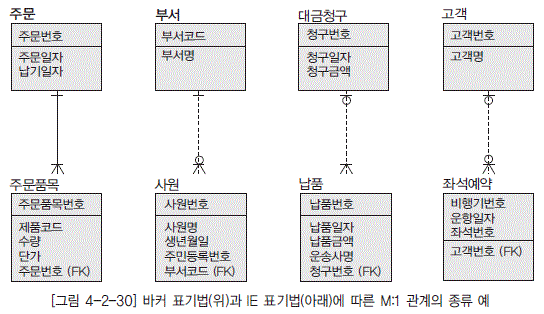 주문
주문번호
주문일자
납기일자
부서
부서코드
부서명
대금청구
청구번호
청구일자
청구금액
고객
고객번호
고객명
주문품목
주문품목번호
제품코드
수량
단가
주문번호 (FK)
사원
사원번호
사원명
생년월일
주민등록번호
부서코드 (FK)
납품
납품번호
납품일자
납품금액
운송사명
청구번호 (FK)
좌석예약
비행기번호
운항일자
좌석번호
고객번호 (FK)
[그림 4-2-30] 바커 표기법(위)과 IE 표기법(아래)에 따른 M:1 관계의 종류 예